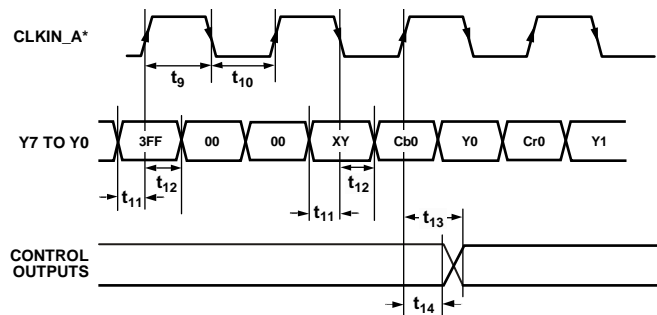 CLKIN_A*
t9
t10
Y7 TO Y0
3FF
00
00
XY
Cb0
Y0
Cr0
Y1
t11
t12
t11
t12
t13
CONTROL
OUTPUTS
t14